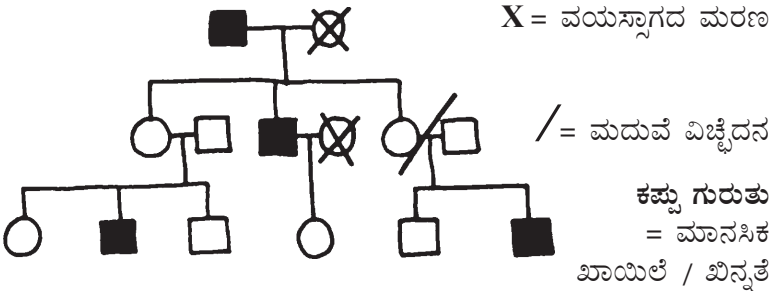 X = ವಯಸ್ಸಾಗದ ಮರಣ
/= ಮದುವೆ ವಿಚ್ಛೆದನ
ಕಪ್ಪು ಗುರುತು
= ಮಾನಸಿಕ
ಖಾಯಿಲೆ / ಖಿನ್ನತೆ